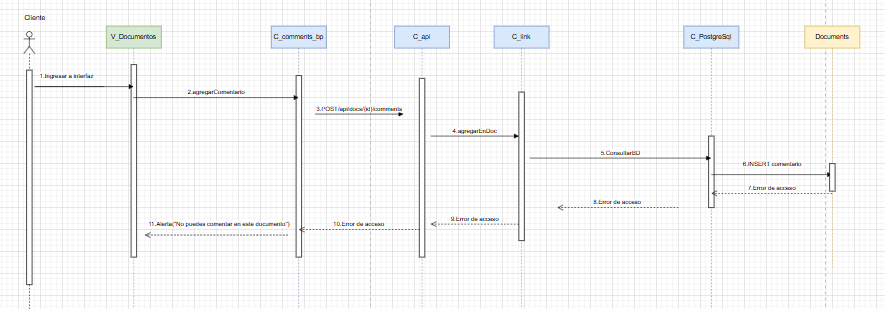 Cliente
V_Documentos
C_comments_bp
C_api
C_link
C_PostgreSql
Documents
1.Ingresar a interfaz
2.agregarComentario
3.POST/api/docs/{id}/comments
4.agregarEnDoc
5.ConsultarBD
6.INSERT comentario
7.Error de acceso
8.Error de acceso
9.Error de acceso
10.Error de acceso
11.Alerta("No puedes comentar en este documento")